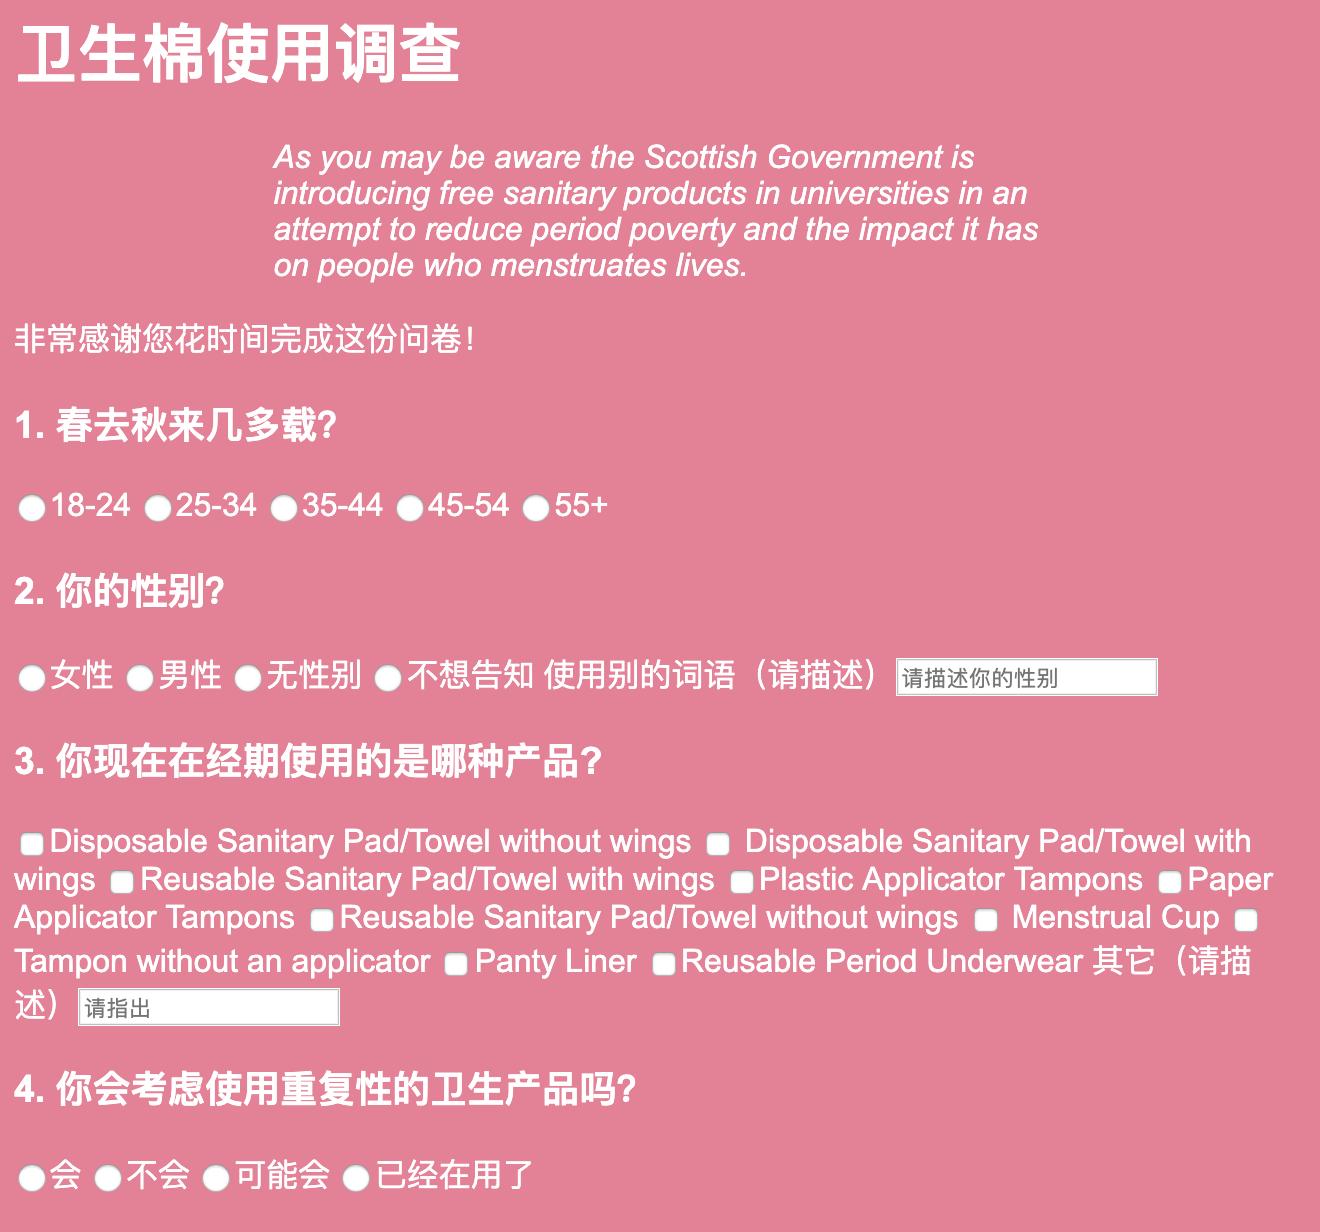 卫生棉使用调查
As you may be aware the Scottish Government is
introducing free sanitary products in universities in an
attempt to reduce period poverty and the impact it has
on people who menstruates lives.
非常感谢您花时间完成这份问卷！
1. 春去秋来几多载?
18-24 25-34 35-44 45-54 55+
2. 你的性别?
女性 男性 无性别 不想告知 使用别的词语（请描述） 请描述你的性别
3. 你现在在经期使用的是哪种产品?
Disposable Sanitary Pad/Towel without wings Disposable Sanitary Pad/Towel with
wings Reusable Sanitary Pad/Towel with wings Plastic Applicator Tampons Paper
Applicator Tampons Reusable Sanitary Pad/Towel without wings Menstrual Cup
Tampon without an applicator Panty Liner Reusable Period Underwear 其它（请描
述） 请指出
4. 你会考虑使用重复性的卫生产品吗?
会 不会 可能会 已经在用了